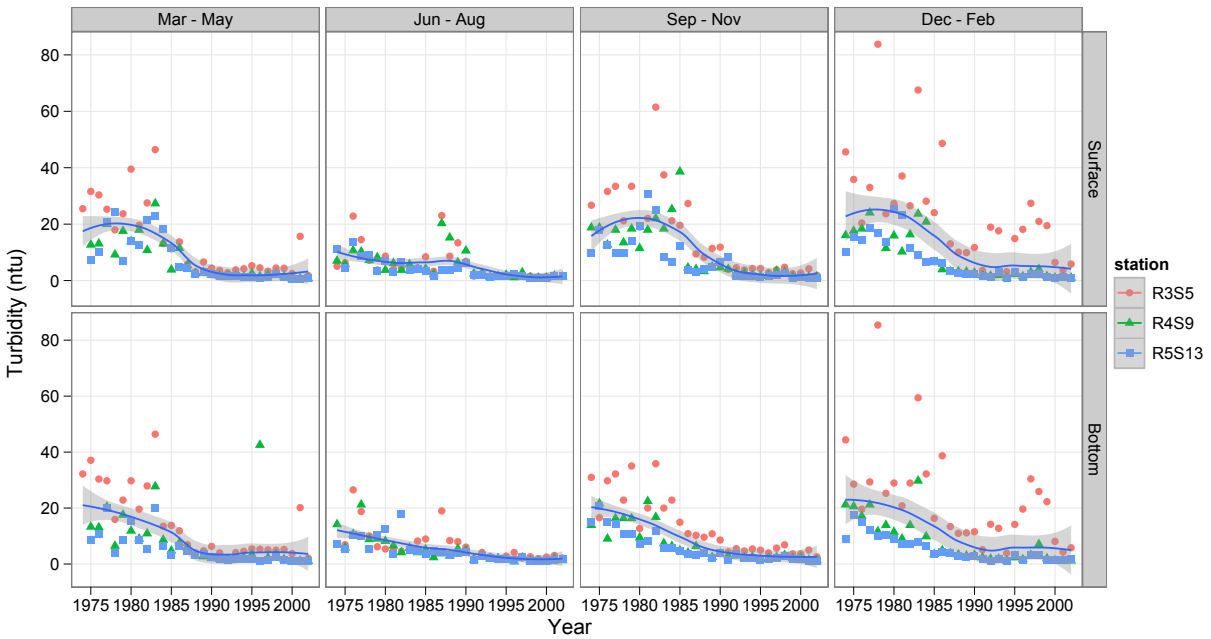 Mar - May
Jun - Aug
Sep - Nov
Dec - Feb
80
60
40
20
0
Surface
80
60
40
20
0
Bottom
Turbidity (ntu)
1975 1980 1985 1990 1995 2000
1975 1980 1985 1990 1995 2000
1975 1980 1985 1990 1995 2000
1975 1980 1985 1990 1995 2000
Year
station
R3S5
R4S9
R5S13